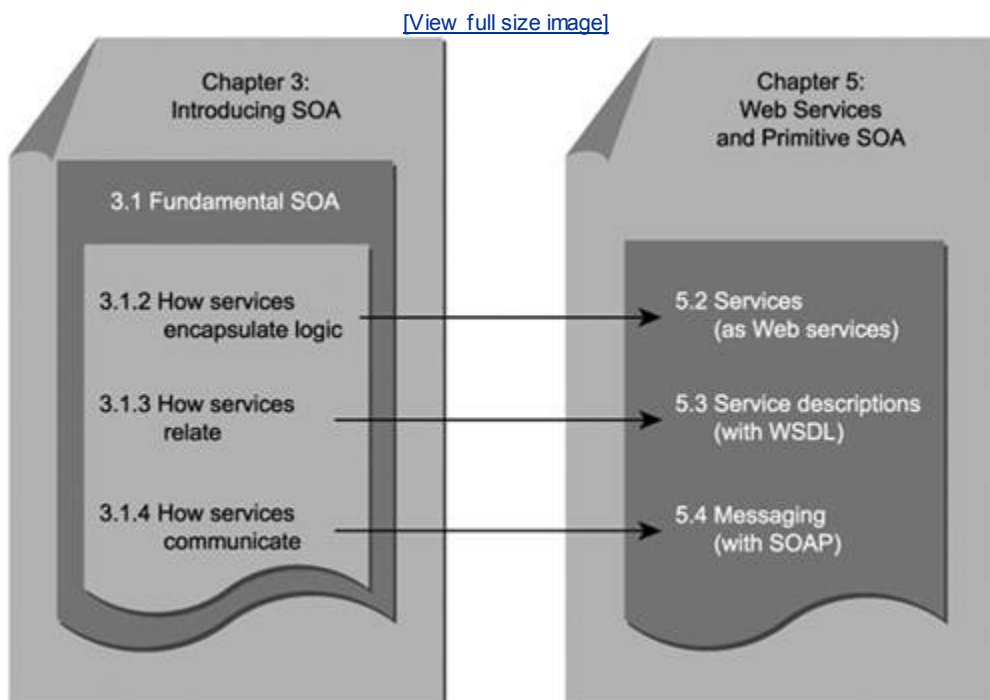 [View full size image]
Chapter 3:
Introducing SOA
3.1 Fundamental SOA
3.1.2 How services
encapsulate logic
3.1.3 How services
relate
3.1.4 How services
communicate
Chapter 5:
Web Services
and Primitive SOA
5.2 Services
(as Web services)
5.3 Service descriptions
(with WSDL)
5.4 Messaging
(with SOAP)